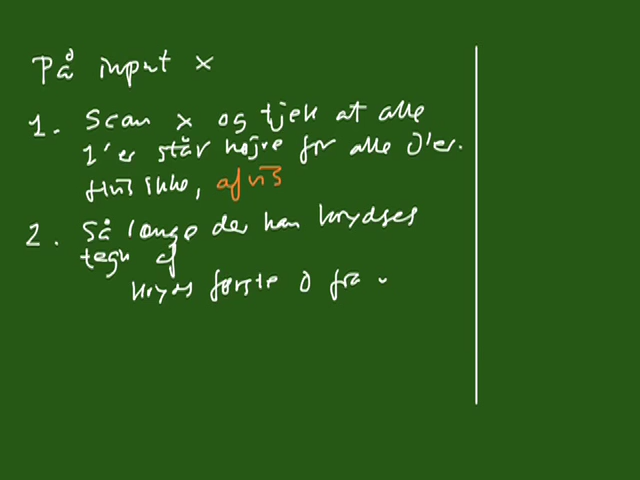 På input x
1. Scan x og tjek at alle
1'er står højre for alle 0'er.
Hvis ikke, afvis
2. Så længe der kan krydses
tegn af
kryds første 0 fra